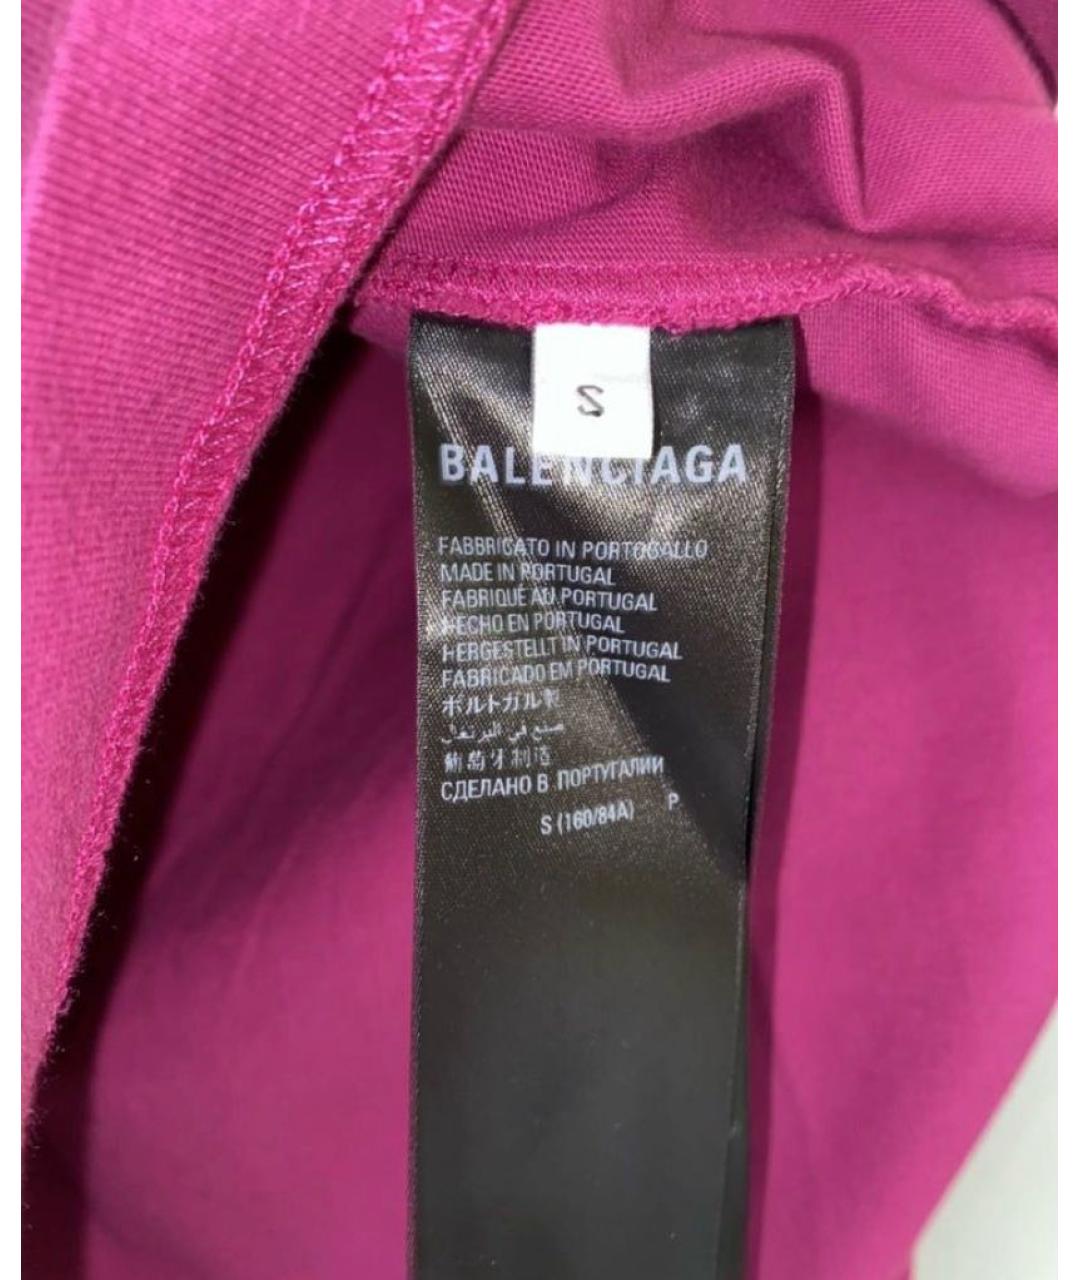 S
BALENCIAGA
FABBRICATO IN PORTOGALLO
MADE IN PORTUGAL
FABRIQUÉ AU PORTUGAL
HECHO EN PORTUGAL
HERGESTELLT IN PORTUGAL
FABRICADO EM PORTUGAL
ポルトガル製
صنع في البرتغال
葡萄牙制造
СДЕЛАНО В ПОРТУГАЛИИ
S (160/84A) P